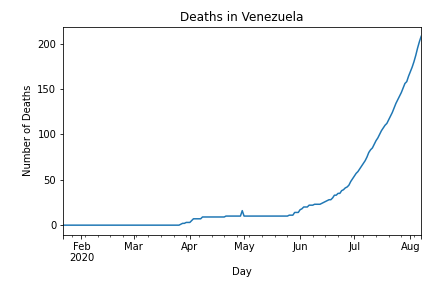 Deaths in Venezuela
Number of Deaths
200
150
100
50
0
Feb
2020
Mar
Apr
May
Jun
Jul
Aug
Day